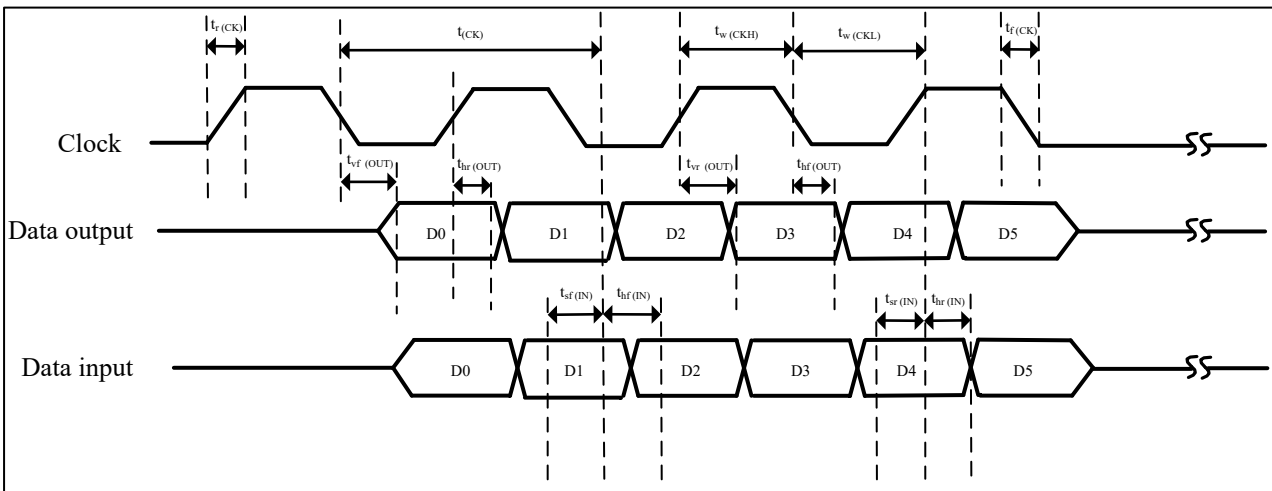 tr (CK)
t(CK)
tw (CKH)
tw (CKL)
tf (CK)
Clock
tvf (OUT)
thr (OUT)
tvr (OUT)
thf (OUT)
Data output
D0
D1
D2
D3
D4
D5
tsf (IN)
thf (IN)
tsr (IN)
thr (IN)
Data input
D0
D1
D2
D3
D4
D5